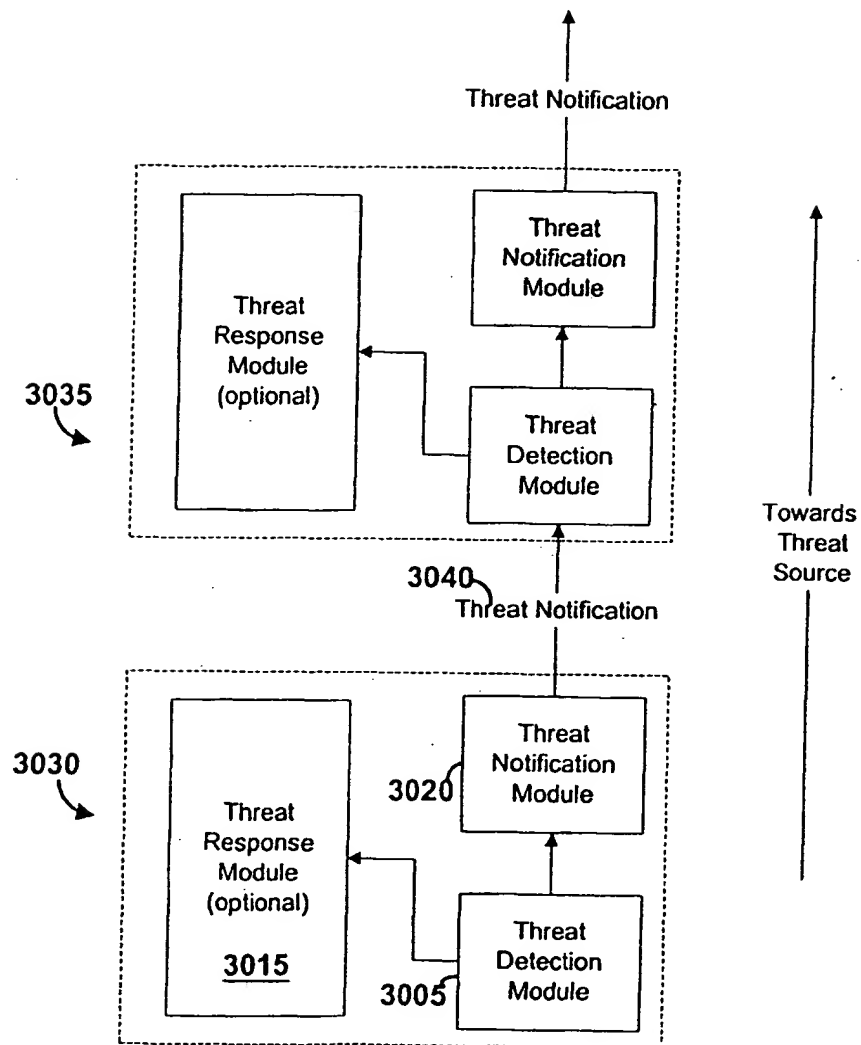 Threat Notification
Threat
Notification
Module
Threat
Response
Module
(optional)
3035
Threat
Detection
Module
Towards
Threat
Source
3040
Threat Notification
3030
Threat
Notification
Module
3020
Threat
Response
Module
(optional)
3015
Threat
Detection
Module
3005